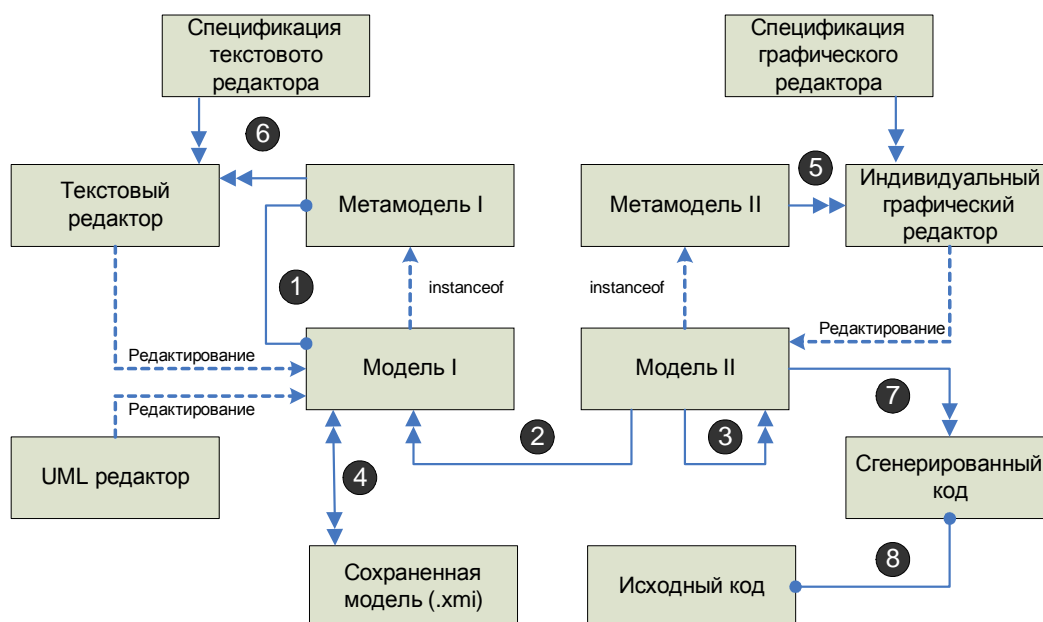 Спецификация
текстовото
редактора
Спецификация
графического
редактора
6
5
Текстовый
редактор
Метамодель I
Метамодель II
Индивидуальный
графический
редактор
1
instanceof
instanceof
Редактирование
Редактирование
Модель I
Модель II
Редактирование
7
2
3
UML редактор
4
Сгенерированный
код
8
Сохраненная
модель (.xmi)
Исходный код